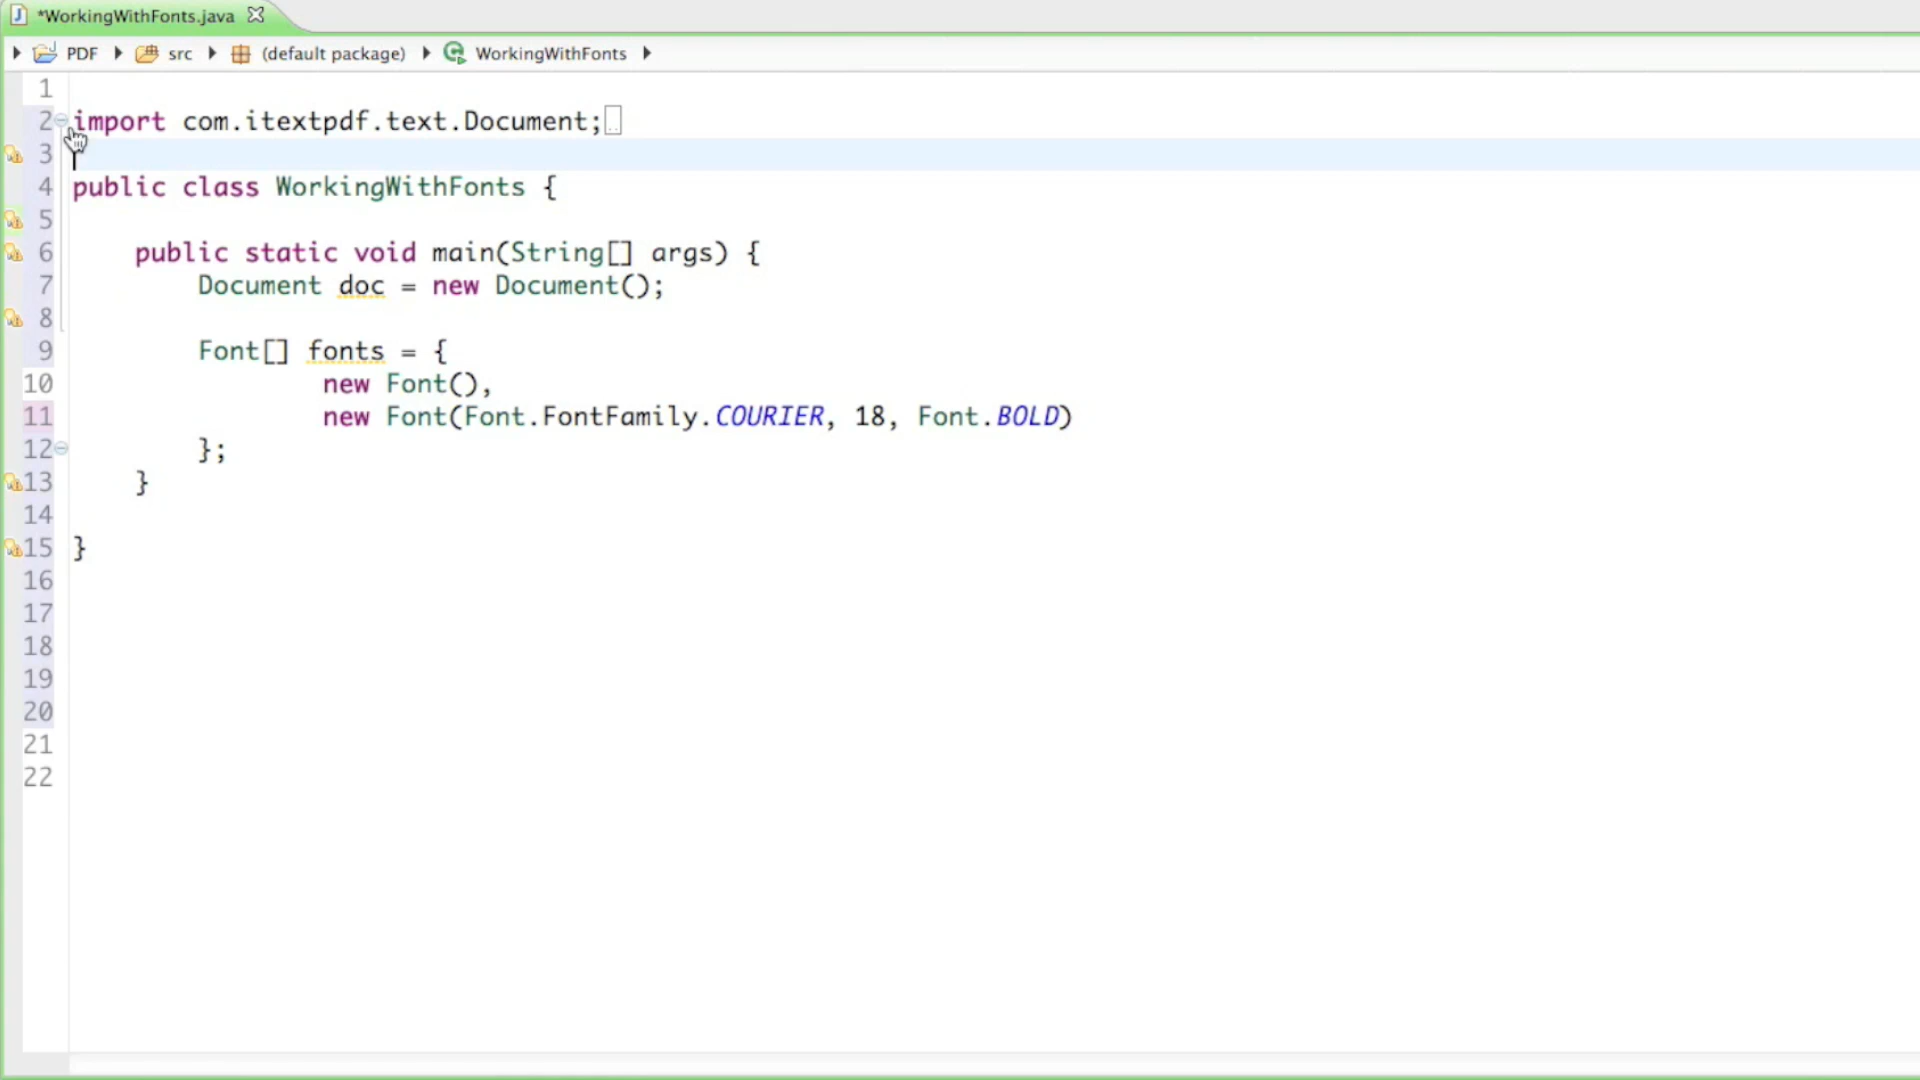 *WorkingWithFonts.java
PDF src (default package) WorkingWithFonts
1
2 import com.itextpdf.text.Document;
3
4 public class WorkingWithFonts {
5
6 public static void main(String[] args) {
7 Document doc = new Document();
8
9 Font[] fonts = {
10 new Font(),
11 new Font(Font.FontFamily.COURIER, 18, Font.BOLD)
12 };
13 }
14
15 }
16
17
18
19
20
21
22